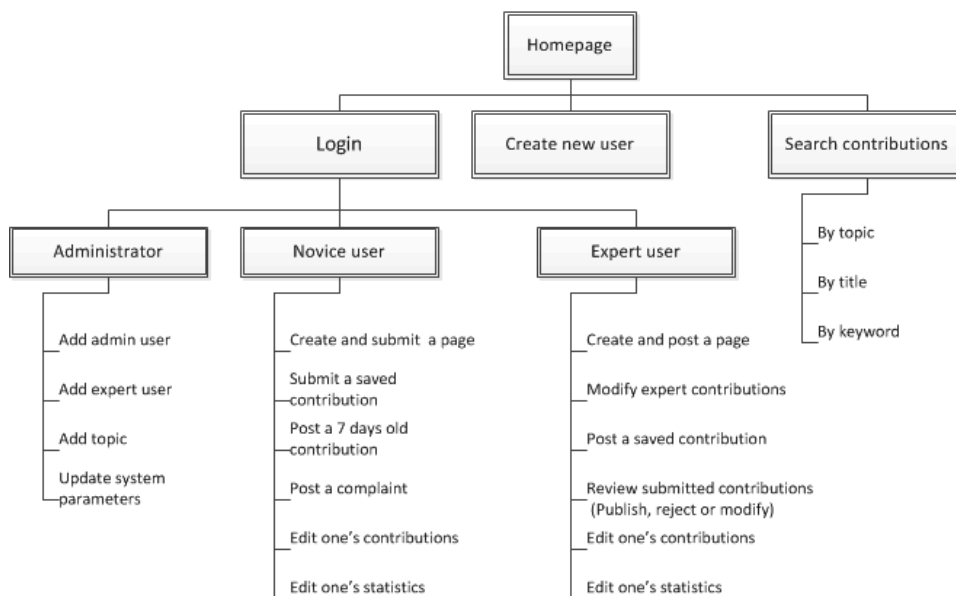 Homepage
Login
Create new user
Search contributions
Administrator
Novice user
Expert user
By topic
By title
By keyword
Add admin user
Add expert user
Add topic
Update system
parameters
Create and submit a page
Submit a saved
contribution
Post a 7 days old
contribution
Post a complaint
Edit one's contributions
Edit one's statistics
Create and post a page
Modify expert contributions
Post a saved contribution
Review submitted contributions
(Publish, reject or modify)
Edit one's contributions
Edit one's statistics